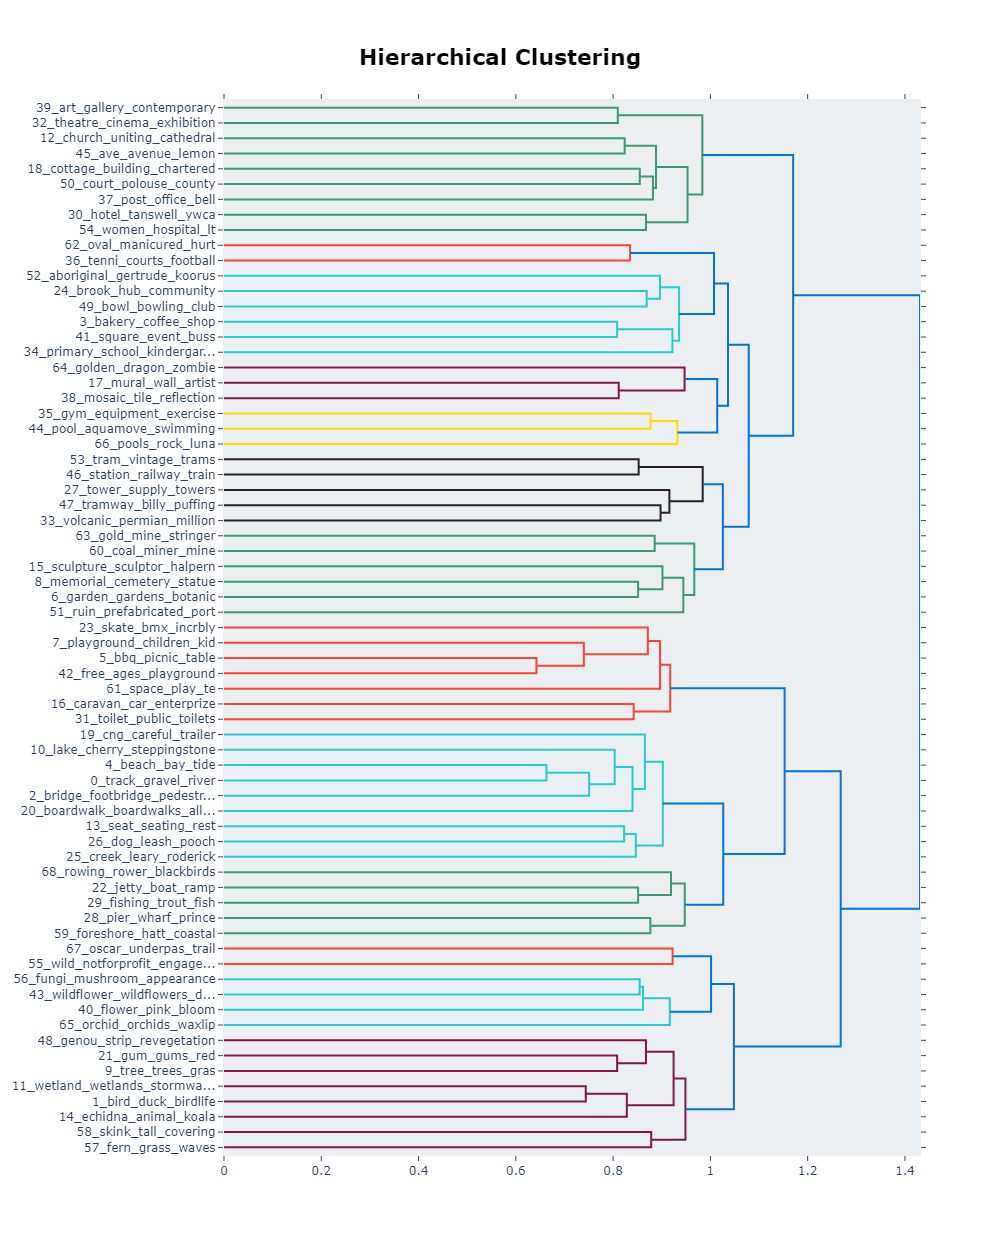 Hierarchical Clustering
39_art_gallery_contemporary
32_theatre_cinema_exhibition
12_church_uniting_cathedral
45_ave_avenue_lemon
18_cottage_building_chartered
50_court_polouse_county
37_post_office_bell
30_hotel_tanswell_ywca
54_women_hospital_lt
62_oval_manicured_hurt
36_tenni_courts_football
52_aboriginal_gertrude_koorus
24_brook_hub_community
49_bowl_bowling_club
3_bakery_coffee_shop
41_square_event_buss
34_primary_school_kindergar...
64_golden_dragon_zombie
17_mural_wall_artist
38_mosaic_tile_reflection
35_gym_equipment_exercise
44_pool_aquamove_swimming
66_pools_rock_luna
53_tram_vintage_trams
46_station_railway_train
27_tower_supply_towers
47_tramway_billy_puffing
33_volcanic_permian_million
63_gold_mine_stringer
60_coal_miner_mine
15_sculpture_sculptor_halpern
8_memorial_cemetery_statue
6_garden_gardens_botanic
51_ruin_prefabricated_port
23_skate_bmx_incrbly
7_playground_children_kid
5_bbq_picnic_table
42_free_ages_playground
61_space_play_te
16_caravan_car_enterprize
31_toilet_public_toilets
19_cng_careful_trailer
10_lake_cherry_steppingstone
4_beach_bay_tide
0_track_gravel_river
2_bridge_footbridge_pedestr...
20_boardwalk_boardwalks_all...
13_seat_seating_rest
26_dog_leash_pooch
25_creek_leary_roderick
68_rowing_rower_blackbirds
22_jetty_boat_ramp
29_fishing_trout_fish
28_pier_wharf_prince
59_foreshore_hatt_coastal
67_oscar_underpas_trail
55_wild_notforprofit_engage...
56_fungi_mushroom_appearance
43_wildflower_wildflowers_d...
40_flower_pink_bloom
65_orchid_orchids_waxlip
48_genou_strip_revegetation
21_gum_gums_red
9_tree_trees_gras
11_wetland_wetlands_stormwa...
1_bird_duck_birdlife
14_echidna_animal_koala
58_skink_tall_covering
57_fern_grass_waves
0 0.2 0.4 0.6 0.8 1 1.2 1.4